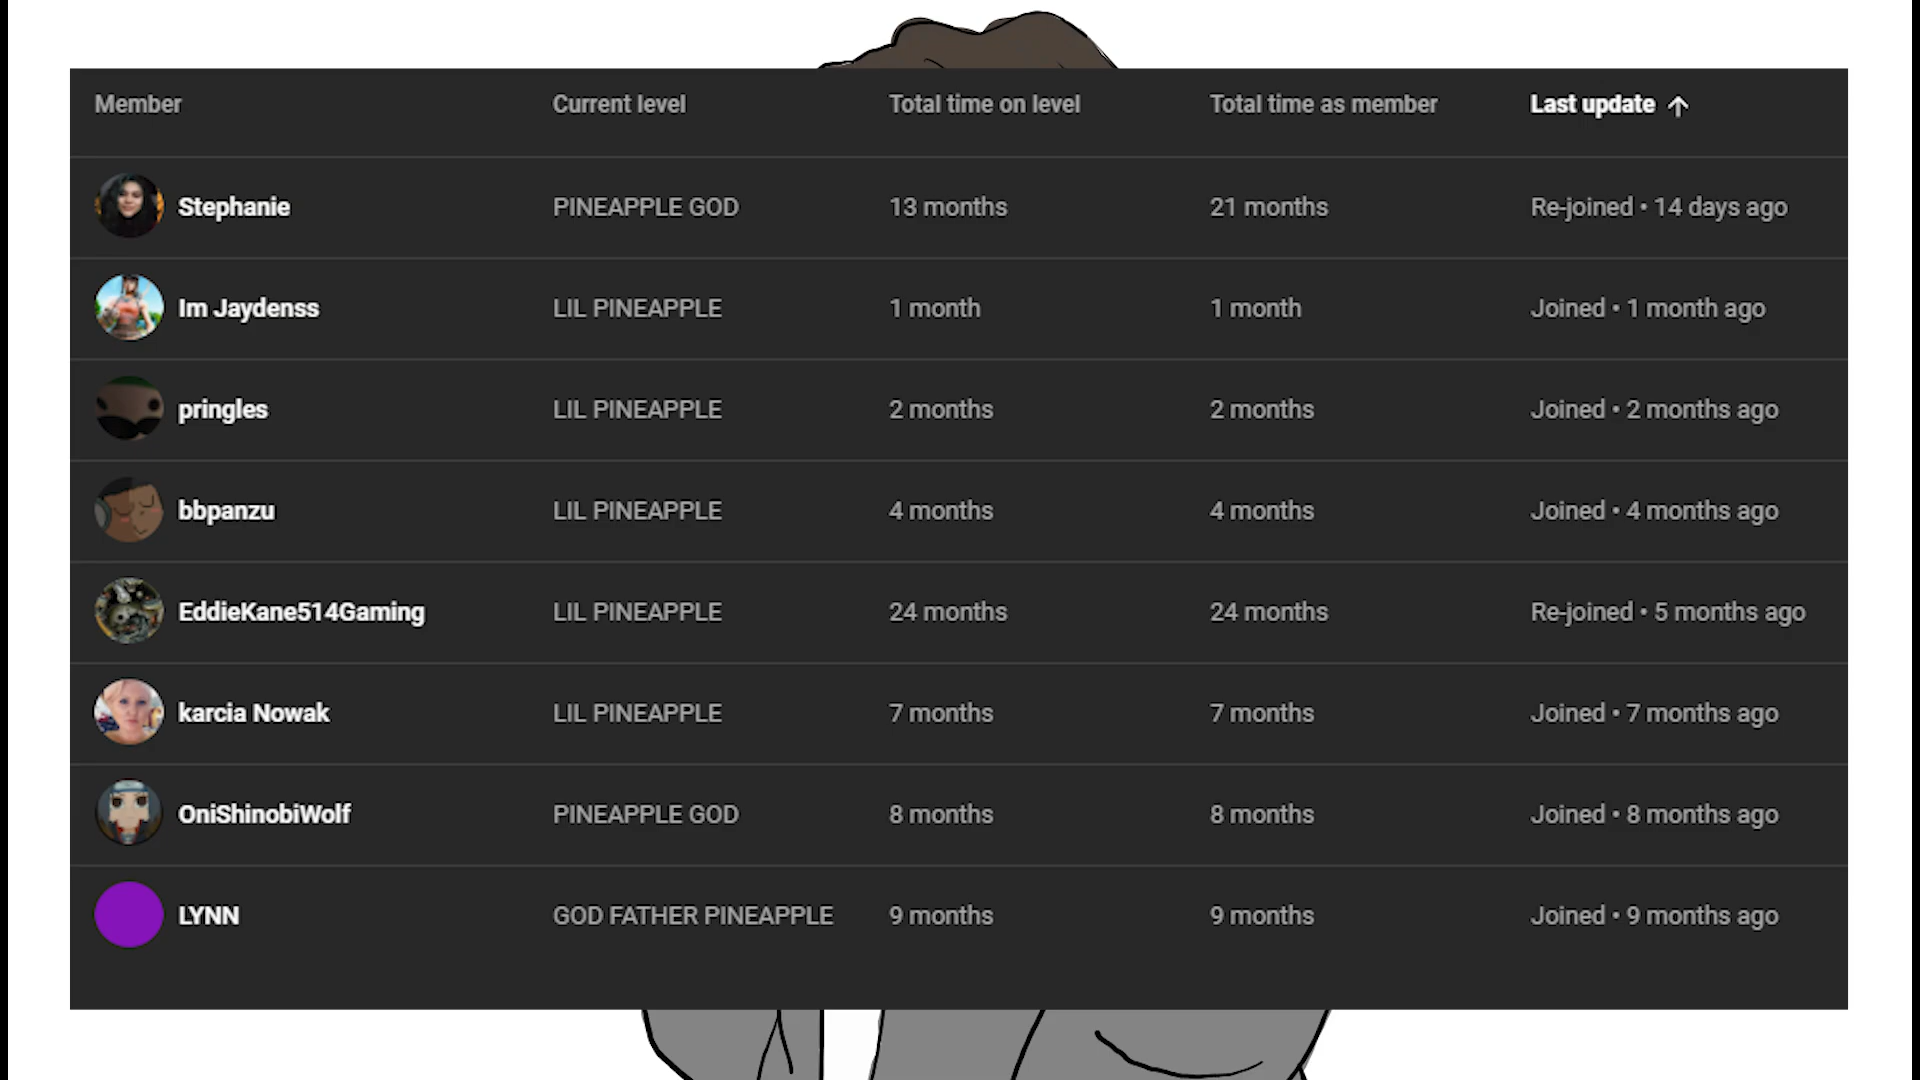 Member Current level Total time on level Total time as member Last update ↑
Stephanie PINEAPPLE GOD 13 months 21 months Re-joined • 14 days ago
Im Jaydenss LIL PINEAPPLE 1 month 1 month Joined • 1 month ago
pringles LIL PINEAPPLE 2 months 2 months Joined • 2 months ago
bbpanzu LIL PINEAPPLE 4 months 4 months Joined • 4 months ago
EddieKane514Gaming LIL PINEAPPLE 24 months 24 months Re-joined • 5 months ago
karcia Nowak LIL PINEAPPLE 7 months 7 months Joined • 7 months ago
OniShinobiWolf PINEAPPLE GOD 8 months 8 months Joined • 8 months ago
LYNN GOD FATHER PINEAPPLE 9 months 9 months Joined • 9 months ago